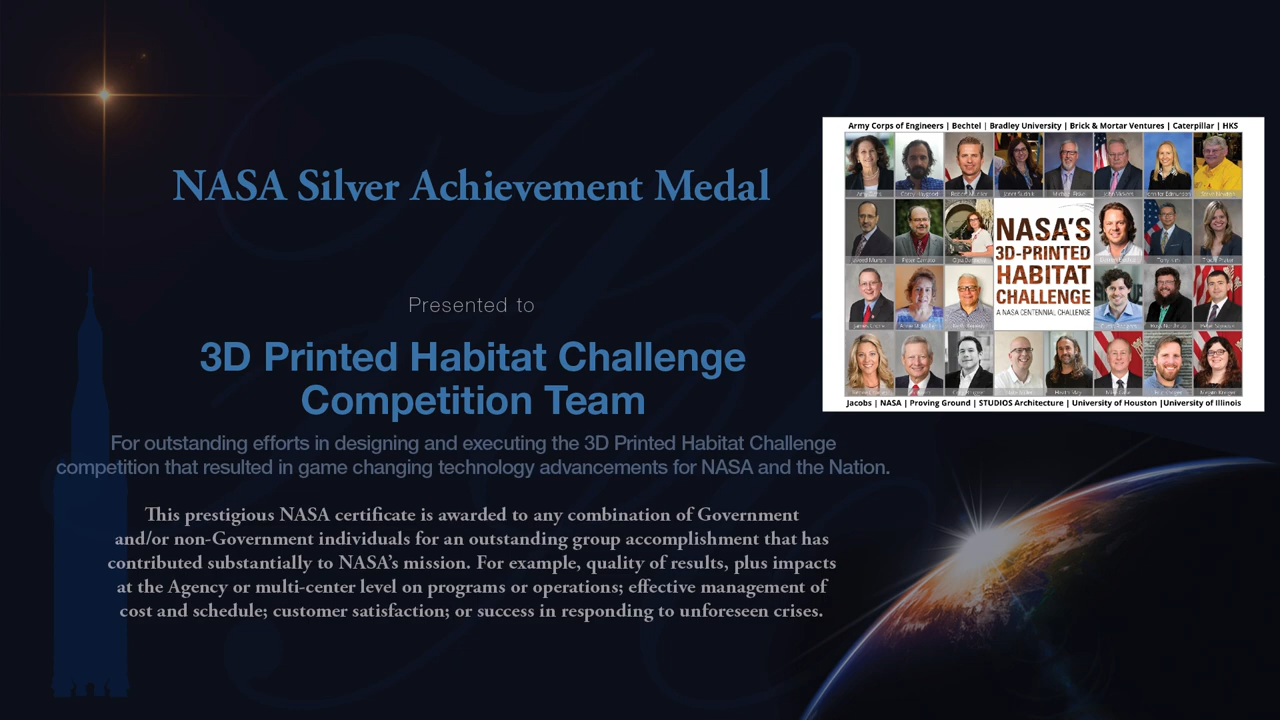 NASA Silver Achievement Medal
Presented to
3D Printed Habitat Challenge
Competition Team
For outstanding efforts in designing and executing the 3D Printed Habitat Challenge
competition that resulted in game changing technology advancements for NASA and the Nation.
This prestigious NASA certificate is awarded to any combination of Government
and/or non-Government individuals for an outstanding group accomplishment that has
contributed substantially to NASA's mission. For example, quality of results, plus impacts
at the Agency or multi-center level on programs or operations; effective management of
cost and schedule; customer satisfaction; or success in responding to unforeseen crises.
Army Corps of Engineers | Bechtel | Bradley University | Brick & Mortar Ventures | Caterpillar | HKS
NASA'S
3D-PRINTED
HABITAT
CHALLENGE
A NASA CENTENNIAL CHALLENGE
Tony Kim
Jacobs | NASA | Proving Ground | STUDIOS Architecture | University of Houston |University of Illinois